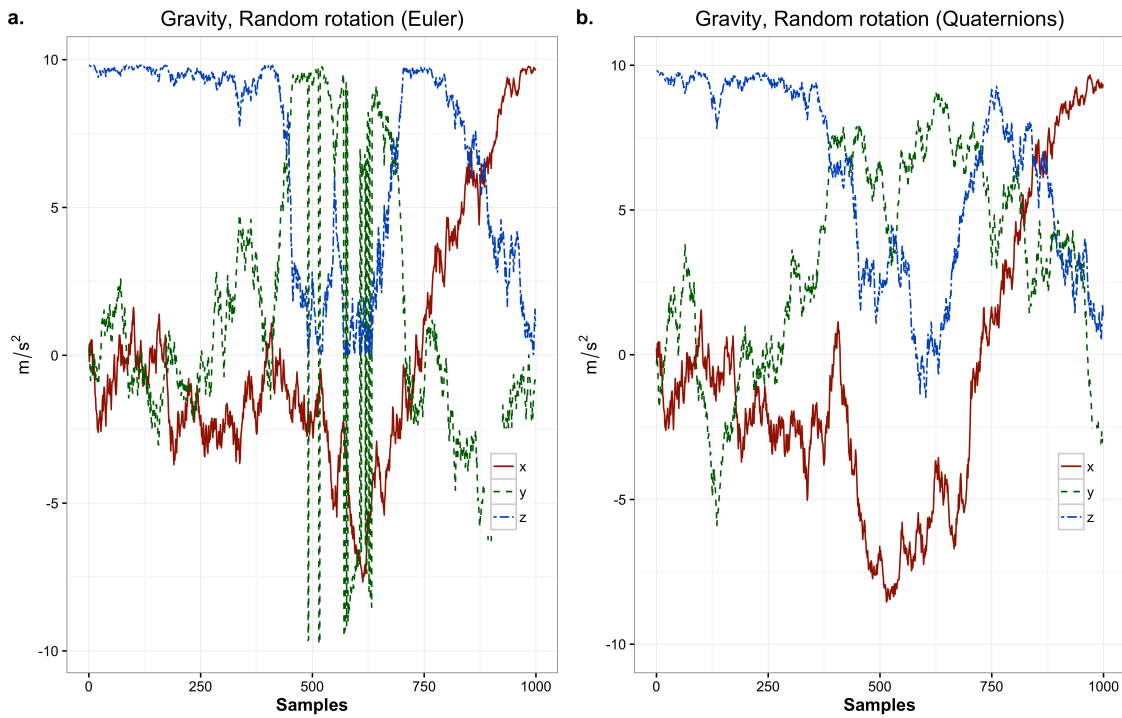 a.
Gravity, Random rotation (Euler)
m/s²
10
5
0
-5
-10
0 250 500 750 1000
Samples
x
y
z
b.
Gravity, Random rotation (Quaternions)
m/s²
10
5
0
-5
-10
0 250 500 750 1000
Samples
x
y
z